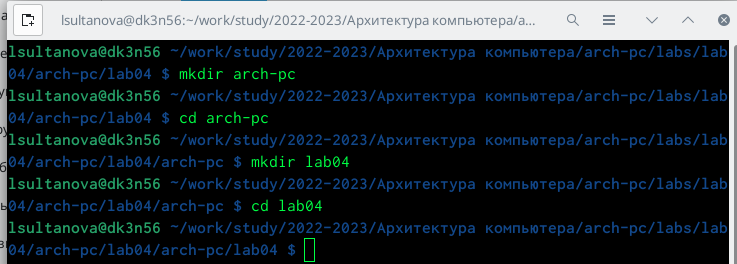 lsultanova@dk3n56:~/work/study/2022-2023/Архитектура компьютера/а...
lsultanova@dk3n56 ~/work/study/2022-2023/Архитектура компьютера/arch-pc/labs/lab
04/arch-pc/lab04 $ mkdir arch-pc
lsultanova@dk3n56 ~/work/study/2022-2023/Архитектура компьютера/arch-pc/labs/lab
04/arch-pc/lab04 $ cd arch-pc
lsultanova@dk3n56 ~/work/study/2022-2023/Архитектура компьютера/arch-pc/labs/lab
04/arch-pc/lab04/arch-pc $ mkdir lab04
lsultanova@dk3n56 ~/work/study/2022-2023/Архитектура компьютера/arch-pc/labs/lab
04/arch-pc/lab04/arch-pc $ cd lab04
lsultanova@dk3n56 ~/work/study/2022-2023/Архитектура компьютера/arch-pc/labs/lab
04/arch-pc/lab04/arch-pc/lab04 $